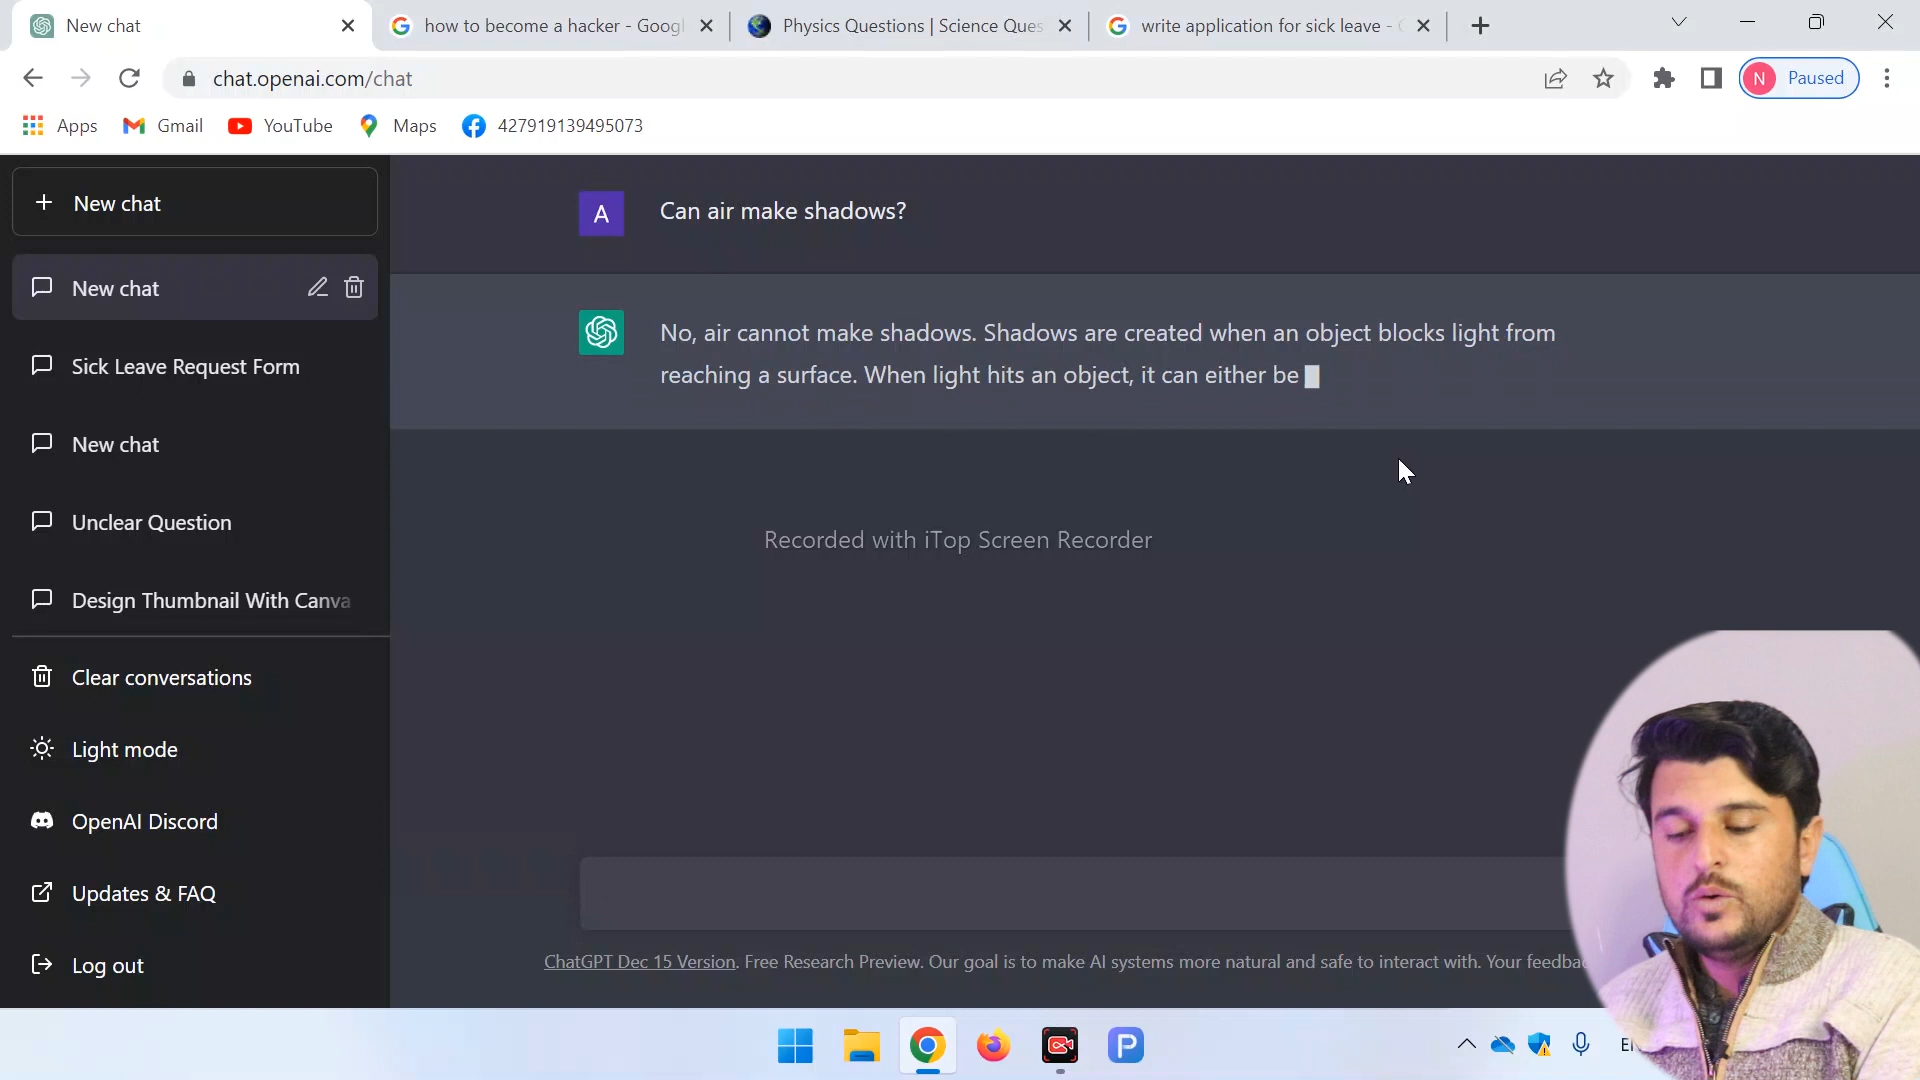 New chat
how to become a hacker - Googl
Physics Questions | Science Ques
write application for sick leave -
chat.openai.com/chat
N Paused
Apps
Gmail
YouTube
Maps
427919139495073
+ New chat
New chat
Sick Leave Request Form
New chat
Unclear Question
Design Thumbnail With Canva
Clear conversations
Light mode
OpenAI Discord
Updates & FAQ
Log out
A
Can air make shadows?
No, air cannot make shadows. Shadows are created when an object blocks light from
reaching a surface. When light hits an object, it can either be
Recorded with iTop Screen Recorder
ChatGPT Dec 15 Version. Free Research Preview. Our goal is to make AI systems more natural and safe to interact with. Your feedba